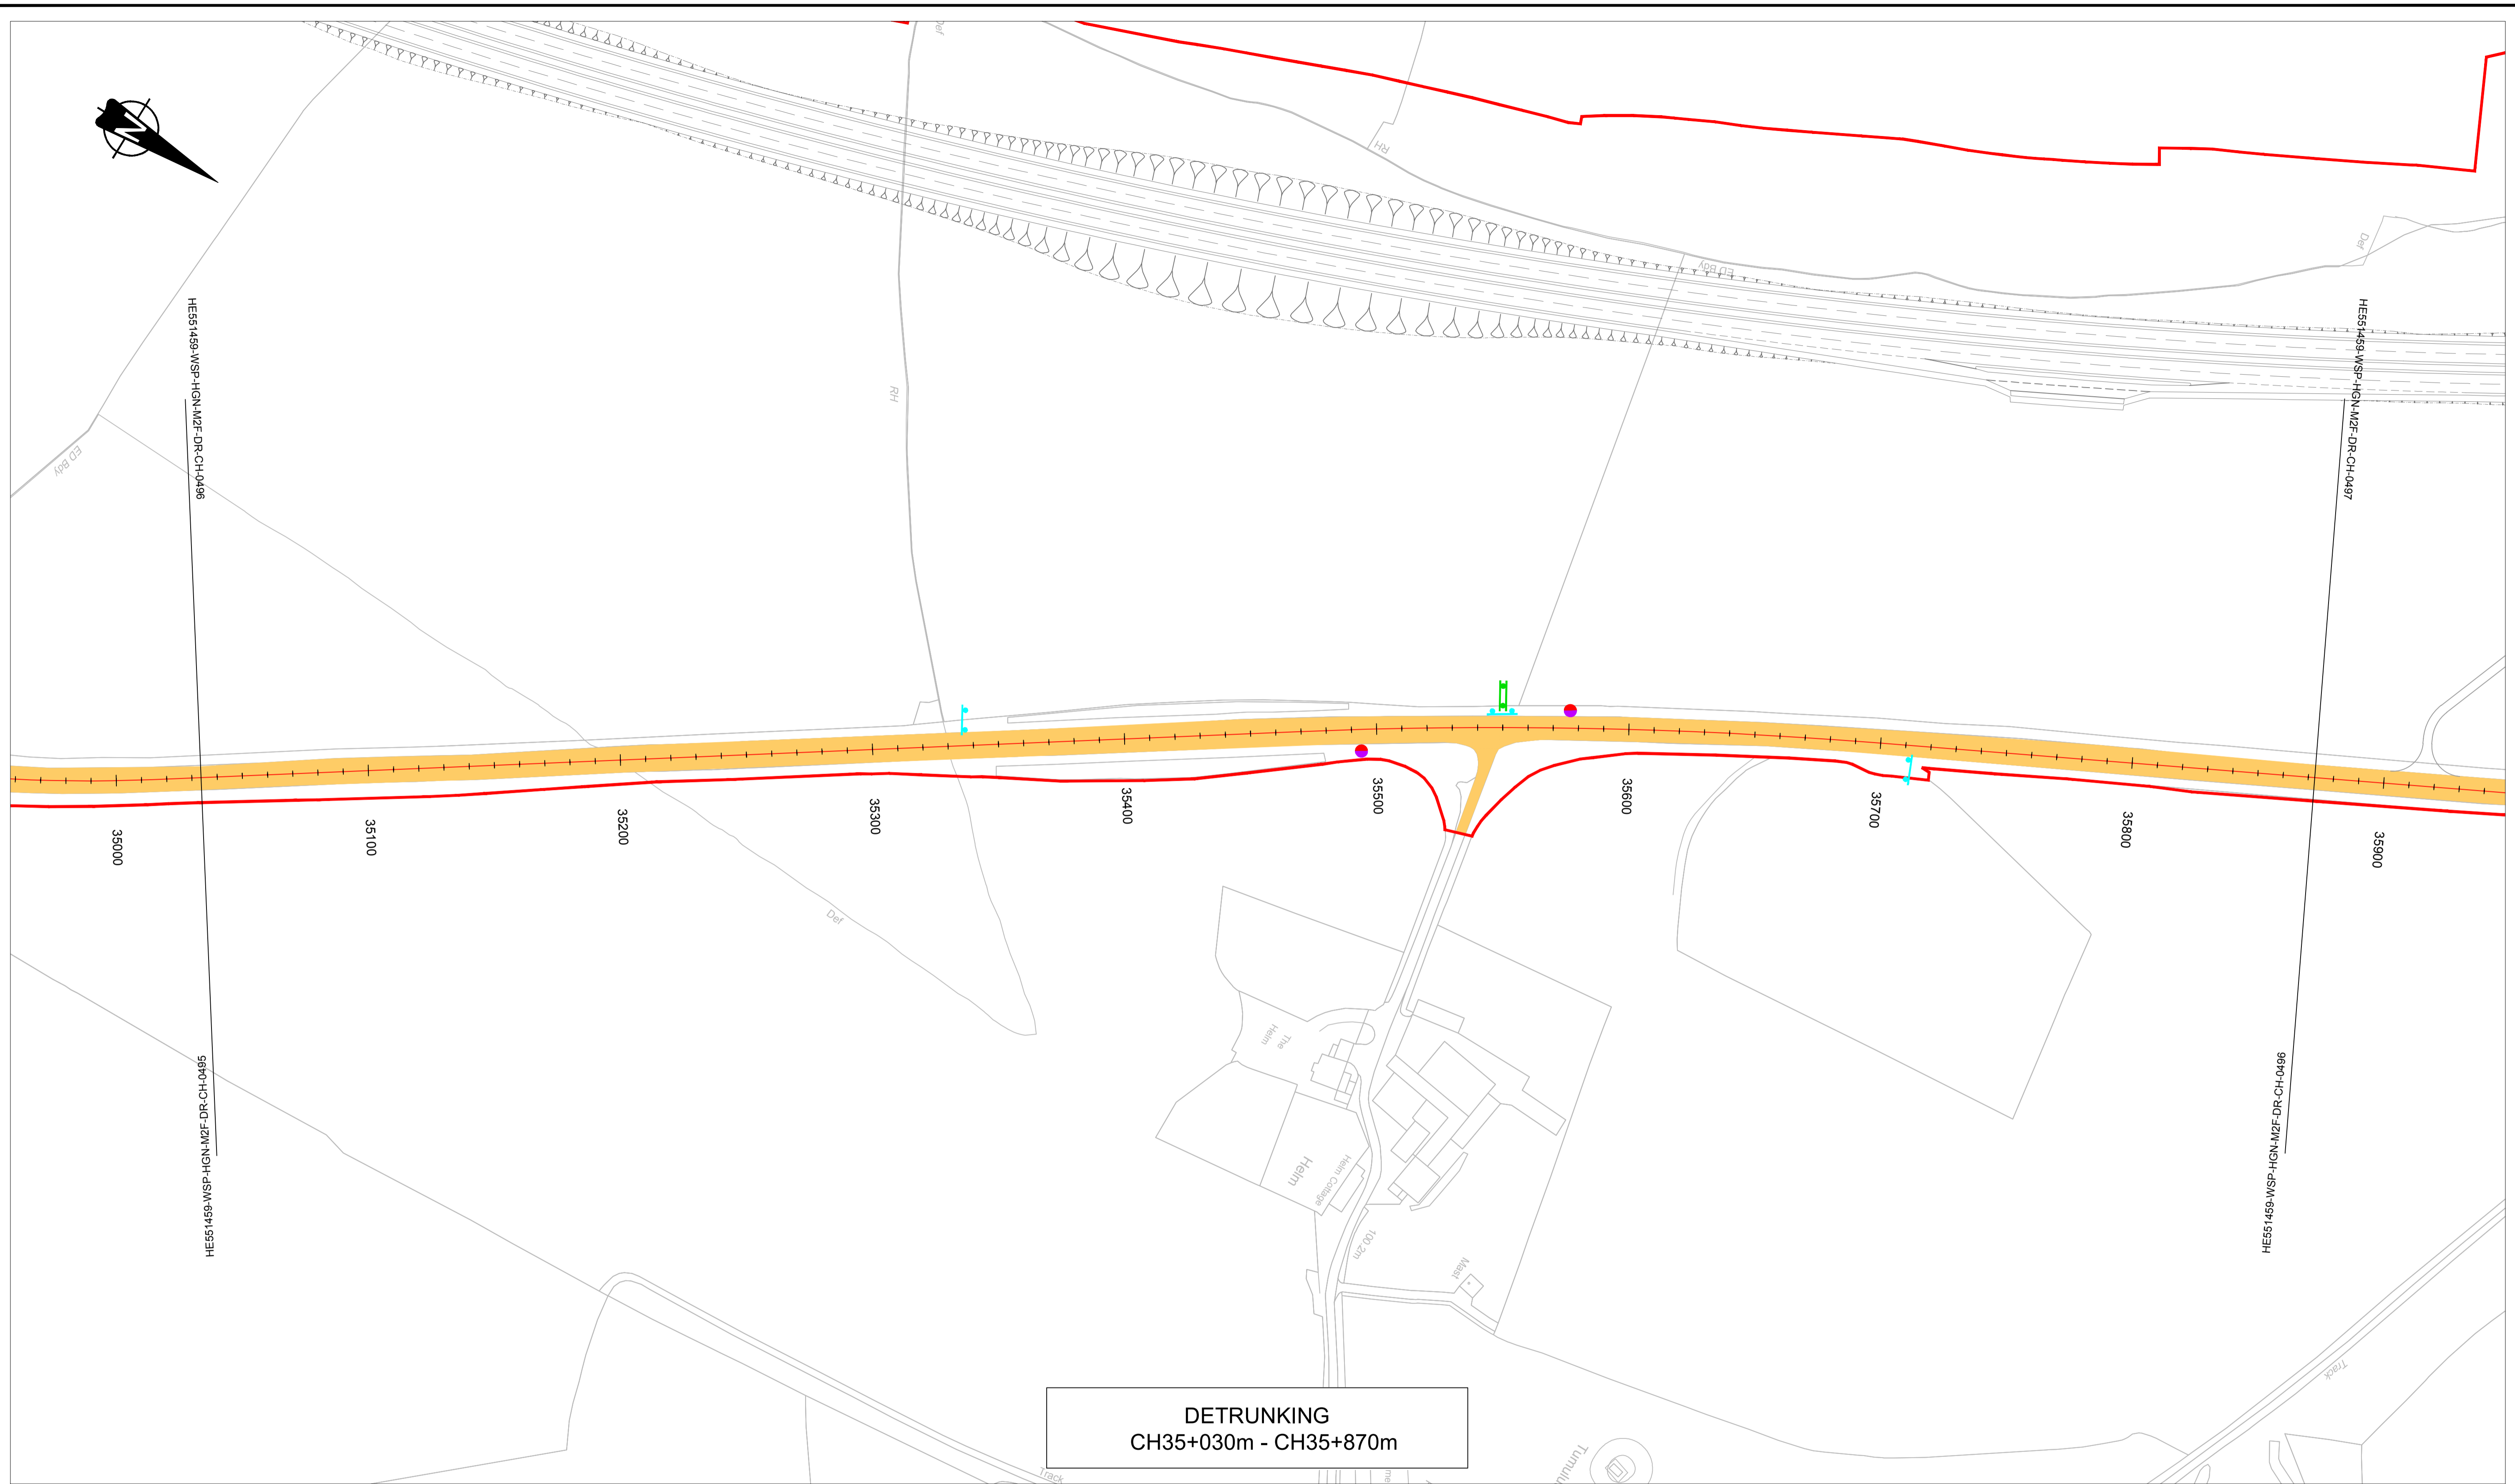 Def
N
RH
Def
ED Bdy
HE551459-WSP-HGN-M2F-DR-CH-0496
HE551459-WSP-HGN-M2F-DR-CH-0497
RH
ED Bdy
35000
35100
35200
35300
35400
35500
35600
35700
35800
35900
Def
The
Helm
Helm
Helm Cottage
100.2m
Mast
HE551459-WSP-HGN-M2F-DR-CH-0495
HE551459-WSP-HGN-M2F-DR-CH-0496
Track
DETRUNKING
CH35+030m - CH35+870m
Track